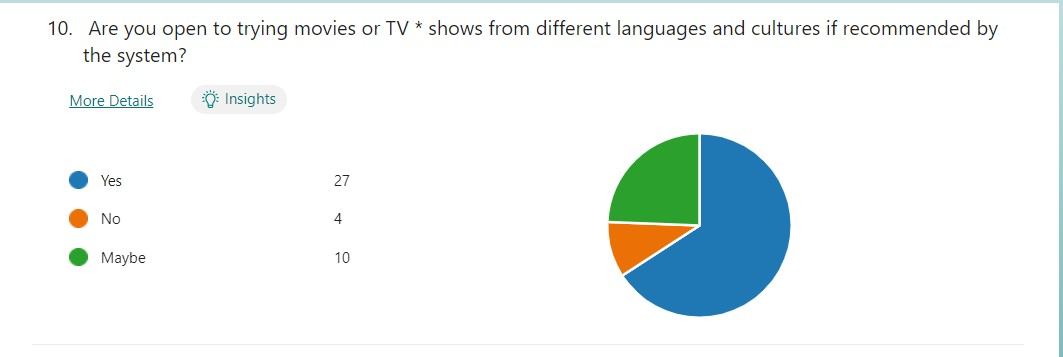 10. Are you open to trying movies or TV * shows from different languages and cultures if recommended by
the system?
More Details
Insights
Yes 27
No 4
Maybe 10